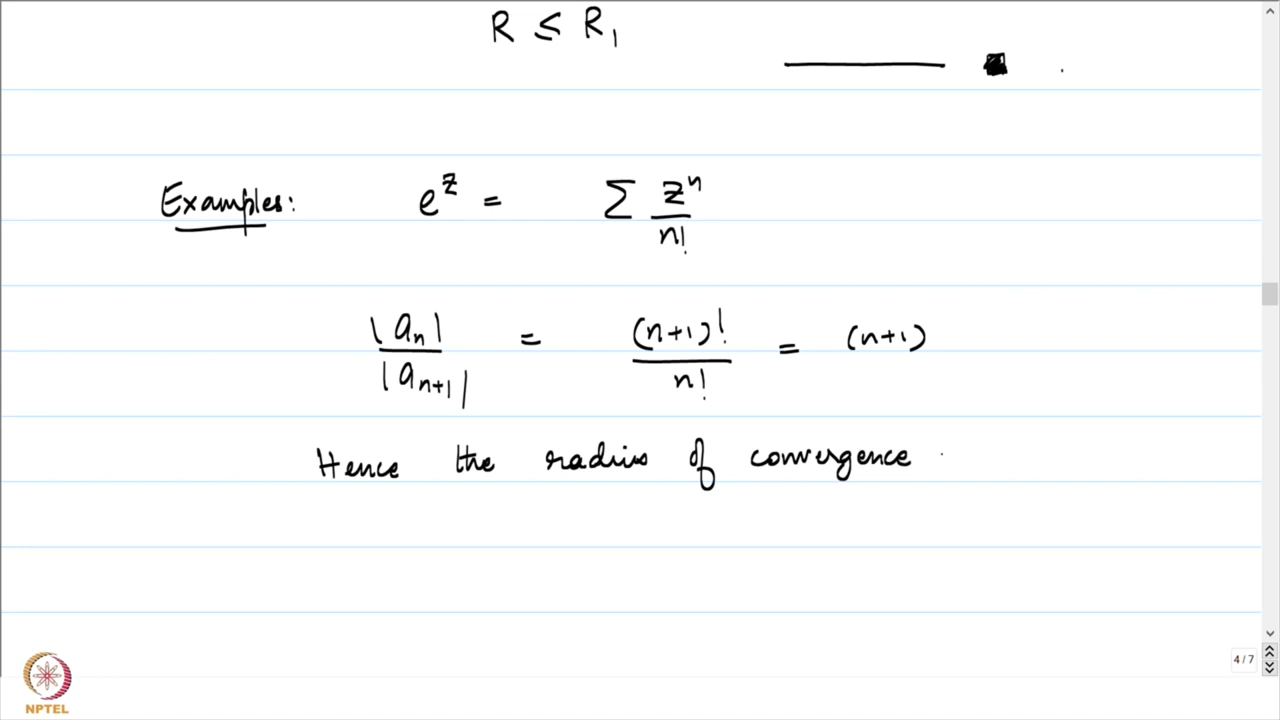 R ≤ R₁
Examples: e^z = Σ z^n / n!
|a_n| / |a_{n+1}| = (n+1)! / n! = (n+1)
Hence the radius of convergence
4 / 7
NPTEL